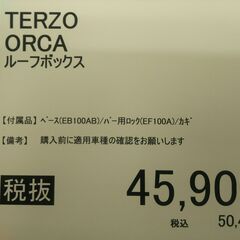 TERZO
ORCA
ルーフボックス
【付属品】ﾍﾞｰｽ(EB100AB)/ﾊﾞｰ用ﾛｯｸ(EF100A)/ｶｷﾞ
【備考】 購入前に適用車種の確認をお願いします
税抜 45,90
税込 50,4